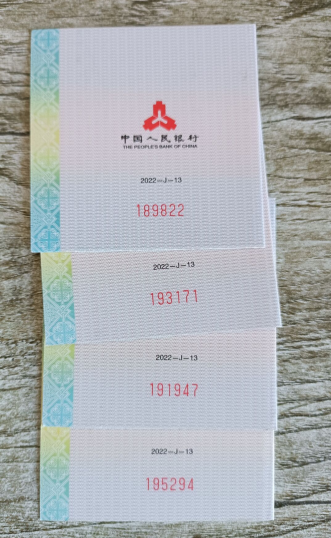 中国人民银行
THE PEOPLE'S BANK OF CHINA
2022-J-13
189822
2022-J-13
193171
2022-J-13
191947
2022-J-13
195294